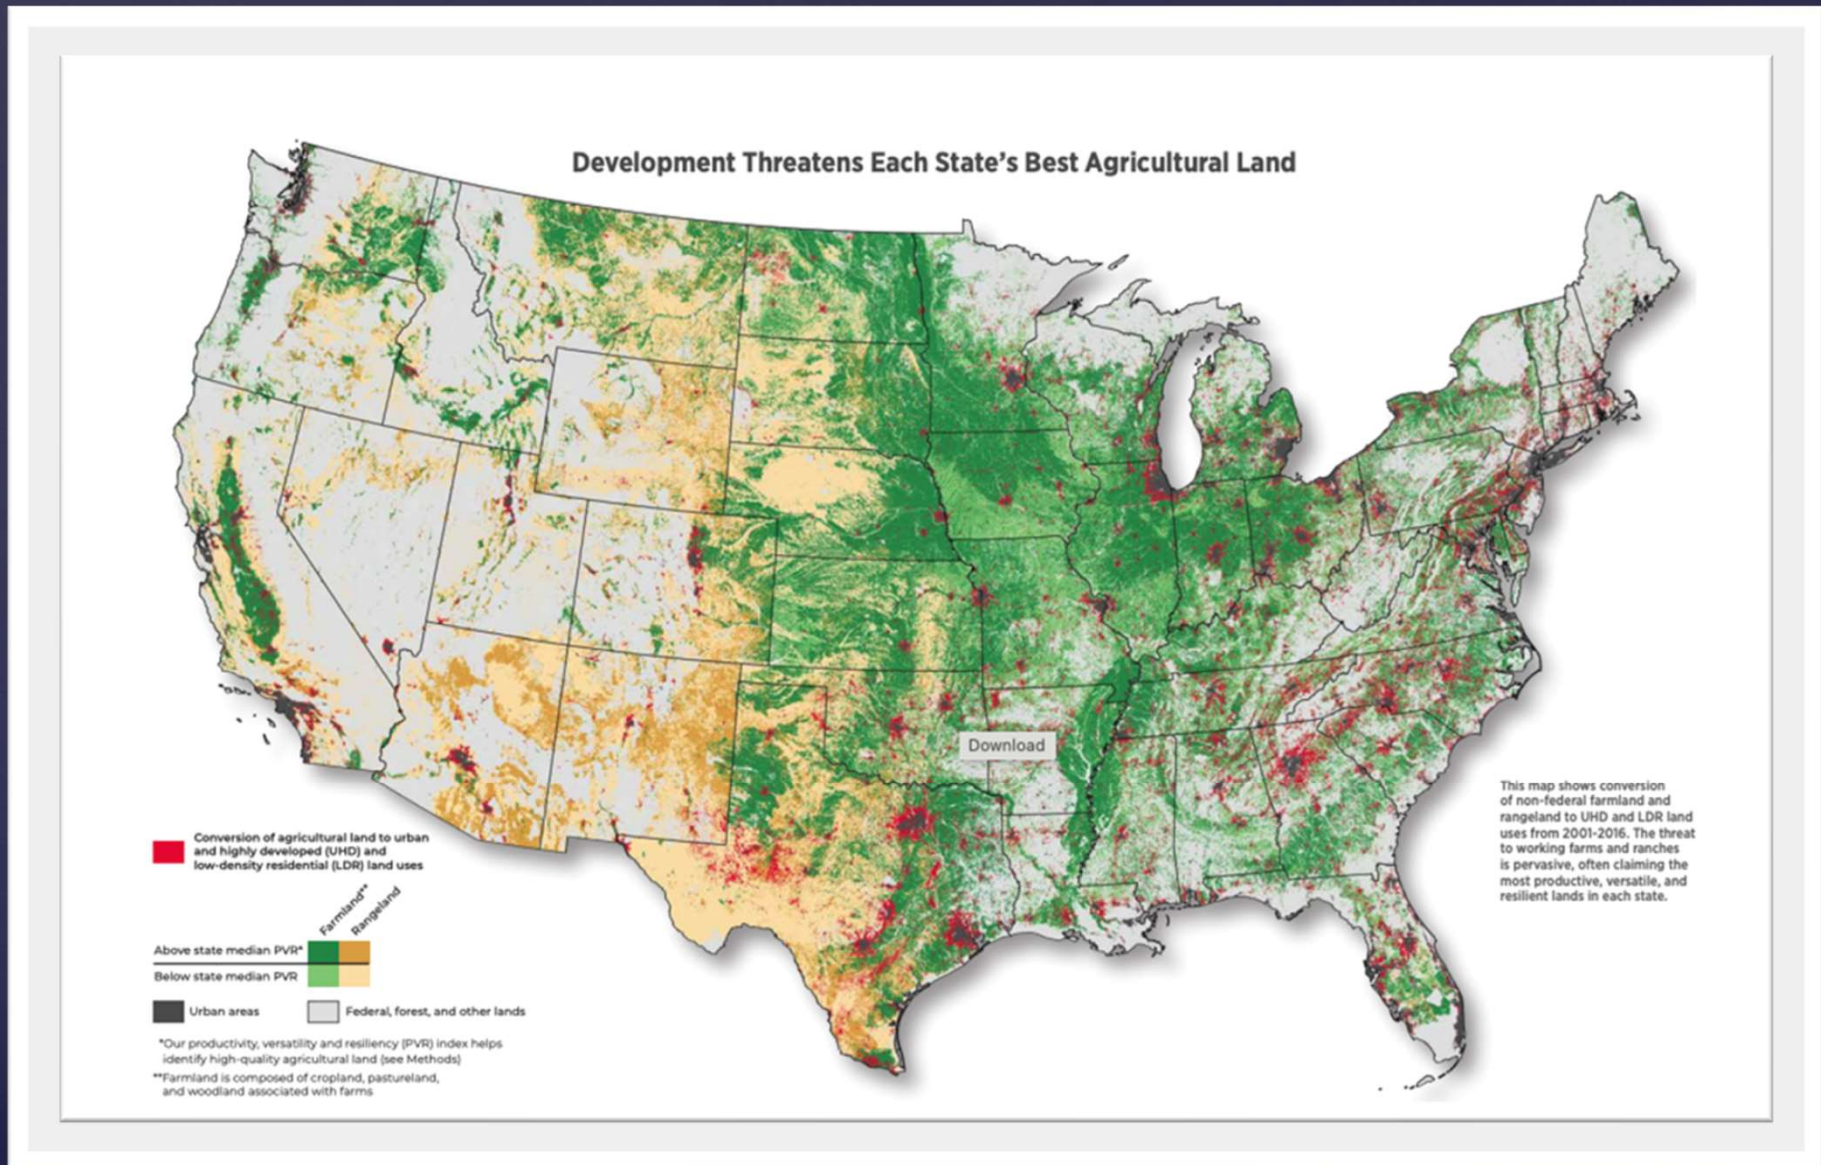 Development Threatens Each State's Best Agricultural Land
Download
This map shows conversion
of non-federal farmland and
rangeland to UHD and LDR land
uses from 2001-2016. The threat
to working farms and ranches
is pervasive, often claiming the
most productive, versatile, and
resilient lands in each state.
Conversion of agricultural land to urban
and highly developed (UHD) and
low-density residential (LDR) land uses
Farmland**
Rangeland
Above state median PVR*
Below state median PVR
Urban areas
Federal, forest, and other lands
*Our productivity, versatility and resiliency (PVR) index helps
identify high-quality agricultural land (see Methods)
**Farmland is composed of cropland, pastureland,
and woodland associated with farms